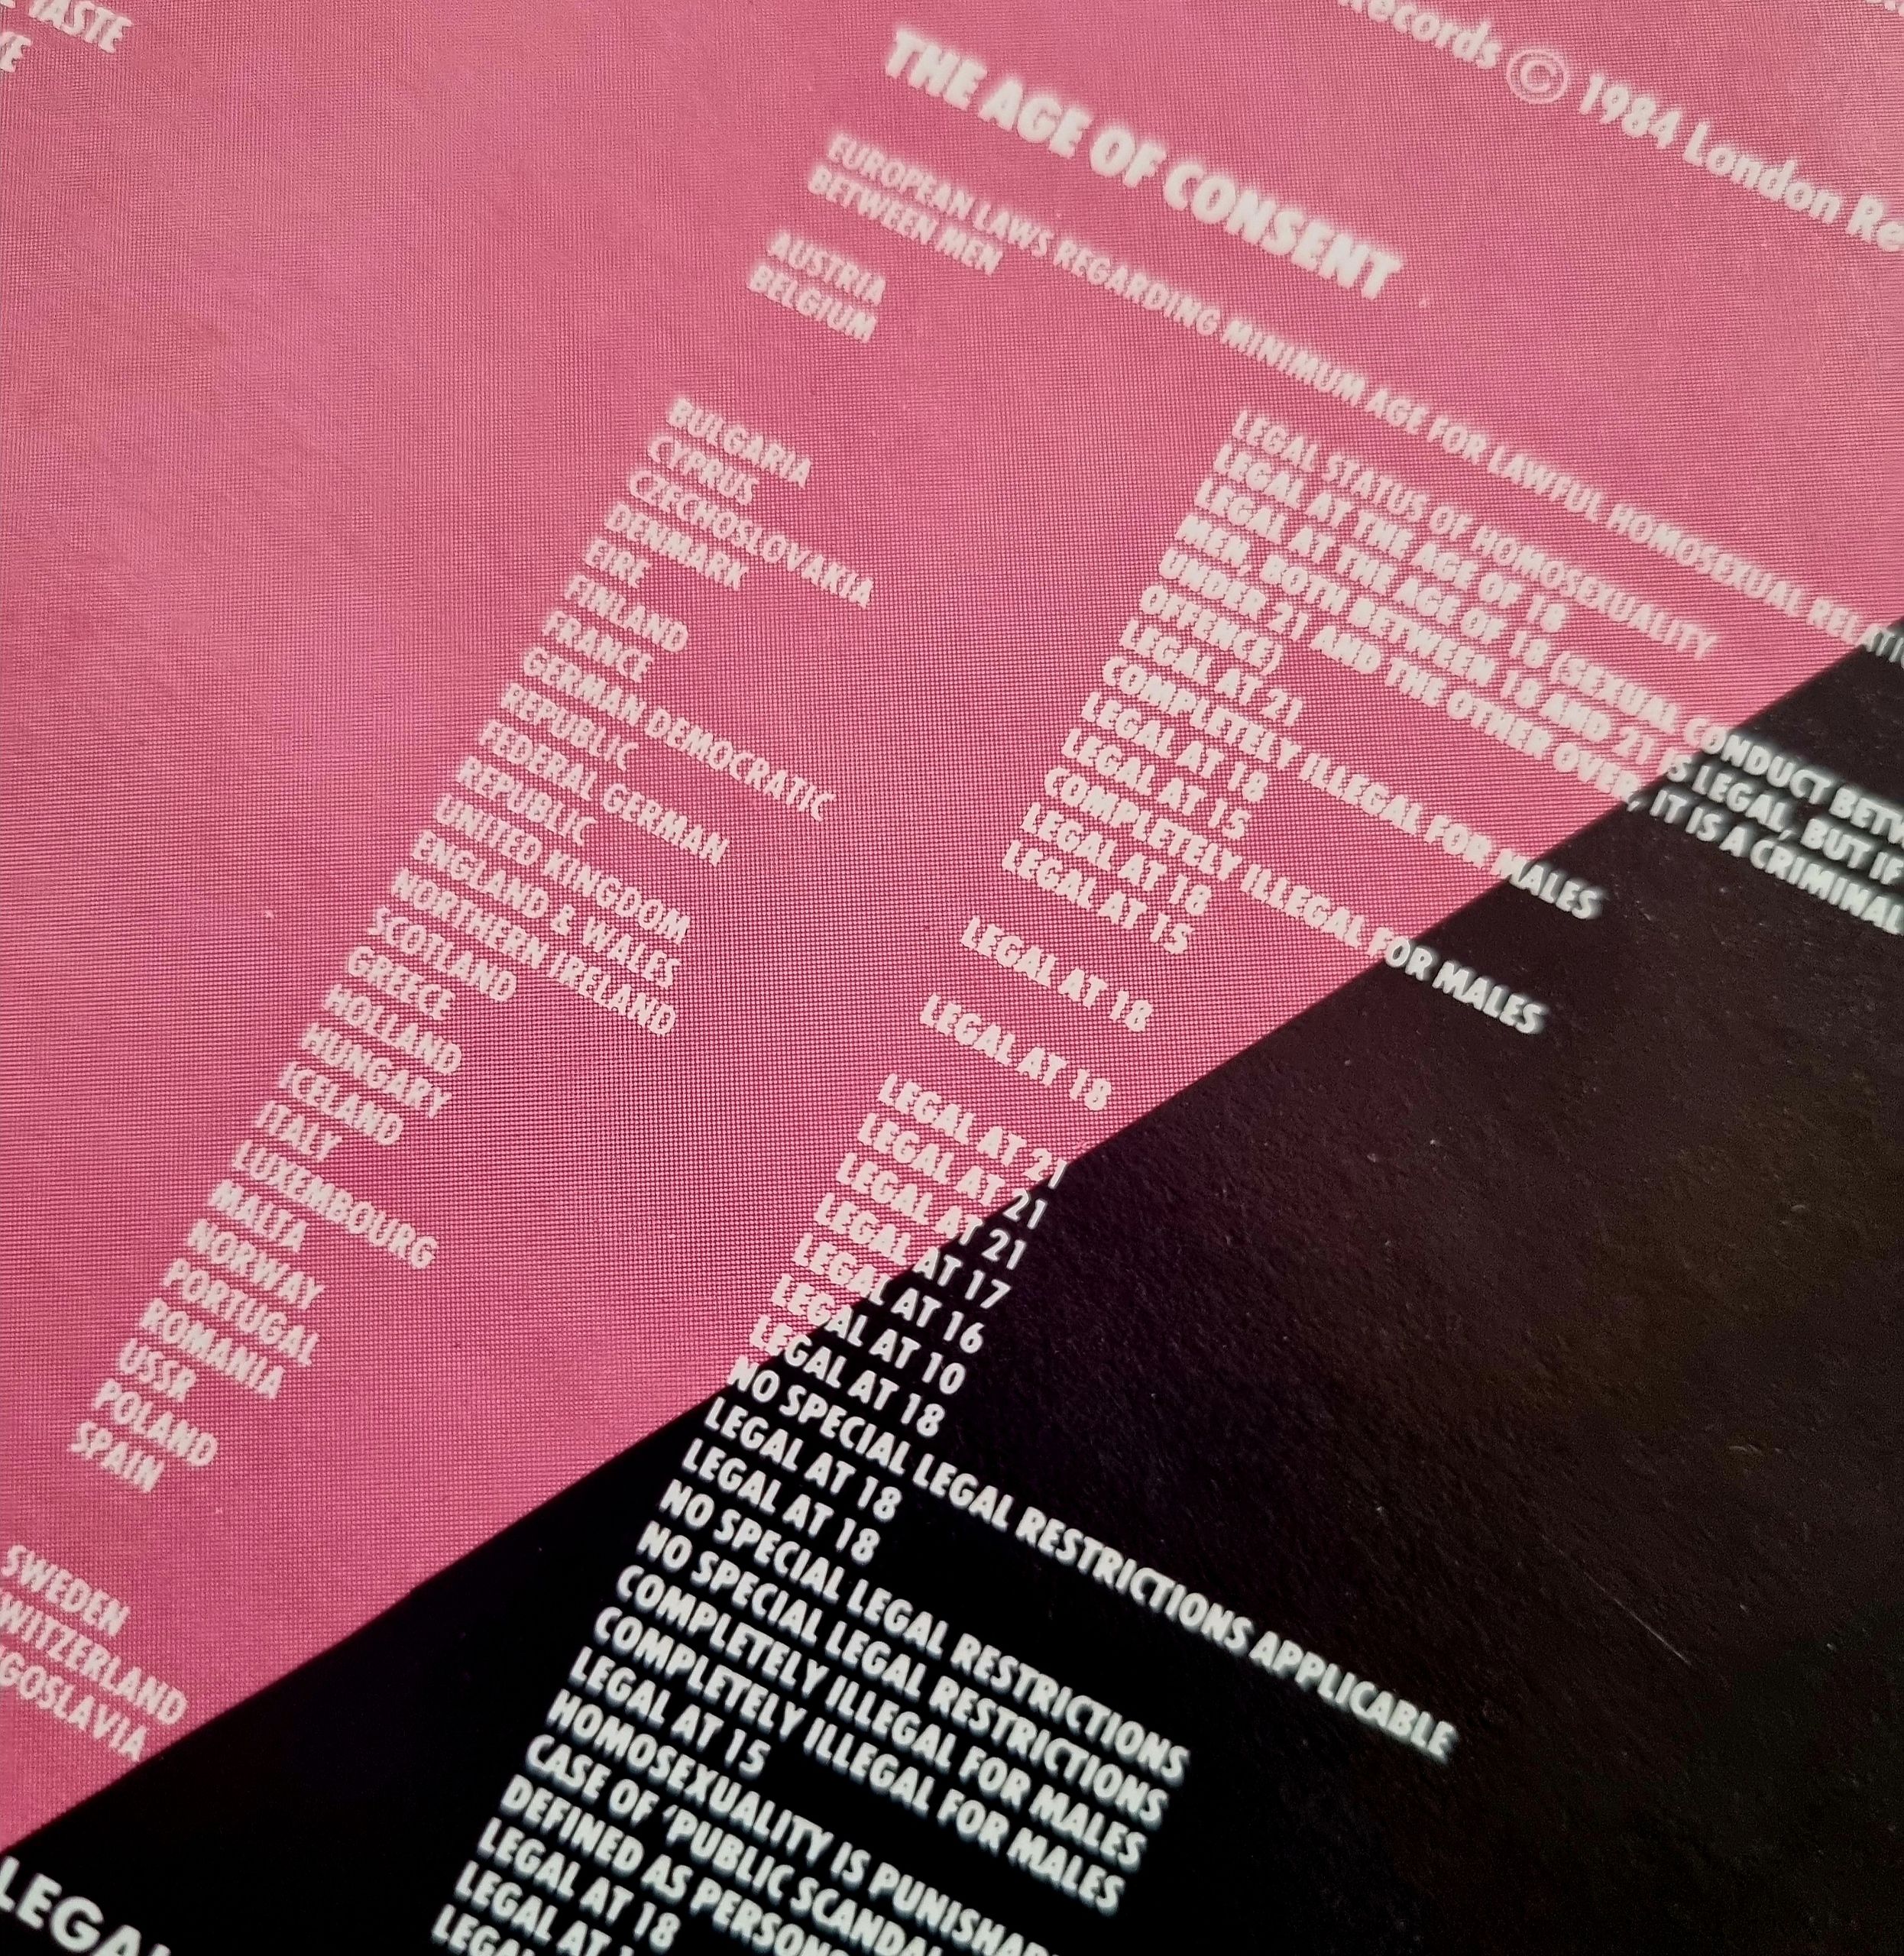 TASTE
Records © 1984 London Re
THE AGE OF CONSENT
EUROPEAN LAWS REGARDING MINIMUM AGE FOR LAWFUL HOMOSEXUAL RELATIO
BETWEEN MEN
AUSTRIA
BELGIUM
BULGARIA
CYPRUS
CZECHOSLOVAKIA
DENMARK
EIRE
FINLAND
FRANCE
GERMAN DEMOCRATIC
REPUBLIC
FEDERAL GERMAN
REPUBLIC
UNITED KINGDOM
ENGLAND & WALES
NORTHERN IRELAND
SCOTLAND
GREECE
HOLLAND
HUNGARY
ICELAND
ITALY
LUXEMBOURG
MALTA
NORWAY
PORTUGAL
ROMANIA
USSR
POLAND
SPAIN
SWEDEN
SWITZERLAND
GOSLAVIA
LEGAL STATUS OF HOMOSEXUALITY
LEGAL AT THE AGE OF 18
LEGAL AT THE AGE OF 18 (SEXUAL CONDUCT BETW
MEN, BOTH BETWEEN 18 AND 21 IS LEGAL, BUT IF
UNDER 21 AND THE OTHER OVER, IT IS A CRIMINAL
OFFENCE)
LEGAL AT 21
COMPLETELY ILLEGAL FOR MALES
LEGAL AT 18
LEGAL AT 15
COMPLETELY ILLEGAL FOR MALES
LEGAL AT 18
LEGAL AT 15
LEGAL AT 18
LEGAL AT 18
LEGAL AT 21
LEGAL AT 21
LEGAL AT 21
LEGAL AT 17
LEGAL AT 16
LEGAL AT 10
LEGAL AT 18
NO SPECIAL LEGAL RESTRICTIONS APPLICABLE
LEGAL AT 18
LEGAL AT 18
NO SPECIAL LEGAL RESTRICTIONS
NO SPECIAL LEGAL RESTRICTIONS
COMPLETELY ILLEGAL FOR MALES
COMPLETELY ILLEGAL FOR MALES
LEGAL AT 15
HOMOSEXUALITY IS PUNISHAB
CASE OF 'PUBLIC SCANDA
DEFINED AS PERSON
LEGAL AT 18
LEGAL AT
LEGAL
LEGAL